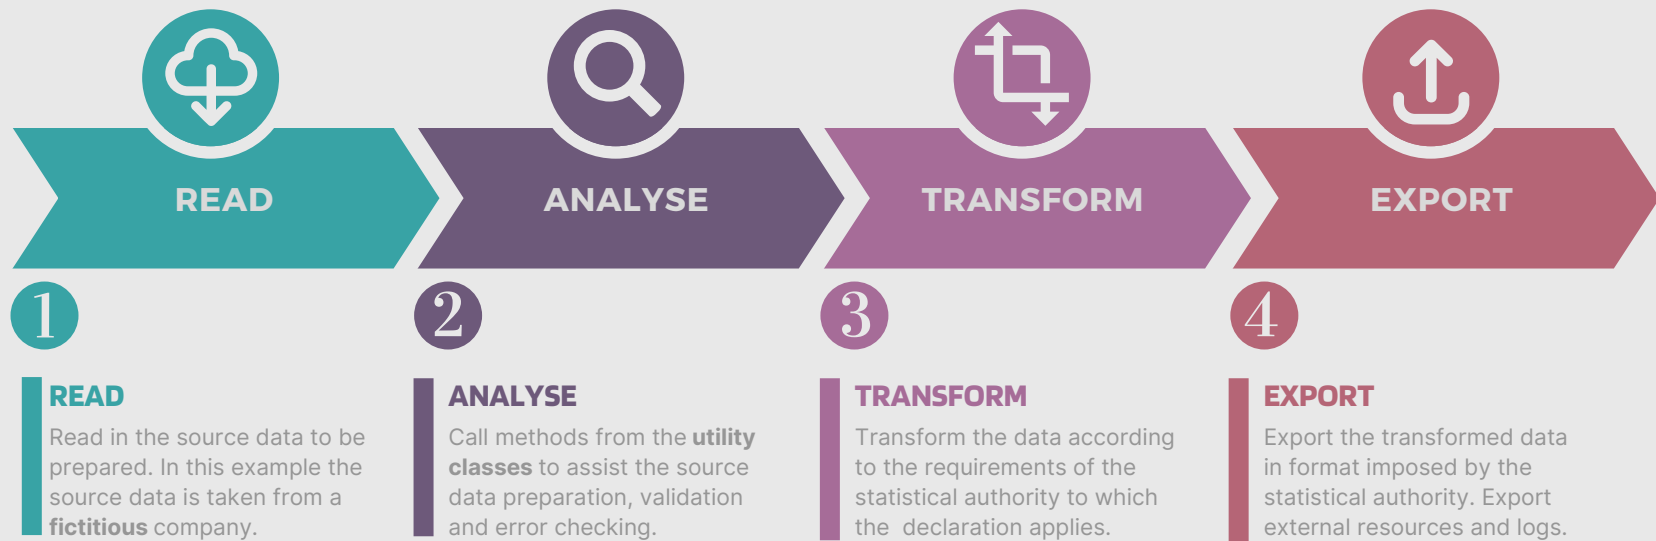 READ
ANALYSE
TRANSFORM
EXPORT
1
2
3
4
READ
Read in the source data to be
prepared. In this example the
source data is taken from a
fictitious company.
ANALYSE
Call methods from the utility
classes to assist the source
data preparation, validation
and error checking.
TRANSFORM
Transform the data according
to the requirements of the
statistical authority to which
the  declaration applies.
EXPORT
Export the transformed data
in format imposed by the
statistical authority. Export
external resources and logs.